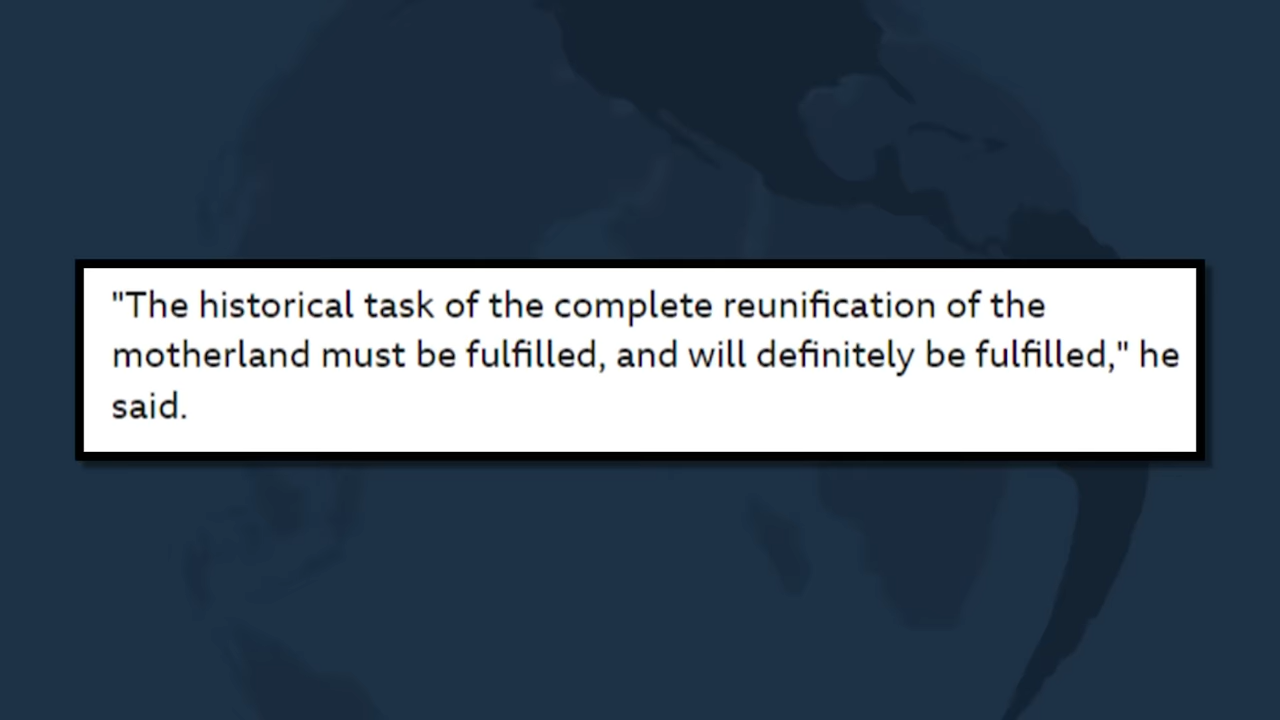 "The historical task of the complete reunification of the
motherland must be fulfilled, and will definitely be fulfilled," he
said.